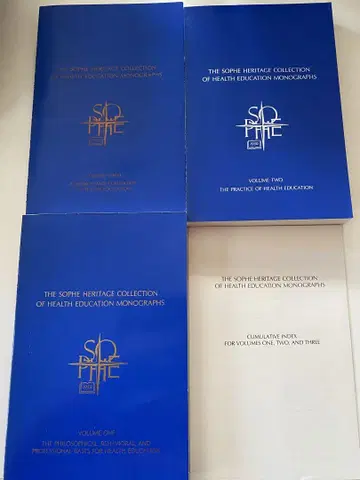 THE SOPHE HERITAGE COLLECTION
OF HEALTH EDUCATION MONOGRAPHS
SOPHE
THE SOPHE HERITAGE COLLECTION
OF HEALTH EDUCATION MONOGRAPHS
SOPHE
VOLUME TWO
THE PRACTICE OF HEALTH EDUCATION
THE SOPHE HERITAGE COLLECTION
OF HEALTH EDUCATION MONOGRAPHS
SOPHE
VOLUME ONE
THE PHILOSOPHICAL, BEHAVIORAL, AND
PROFESSIONAL BASES FOR HEALTH EDUCATION
THE SOPHE HERITAGE COLLECTION
OF HEALTH EDUCATION MONOGRAPHS
CUMULATIVE INDEX
FOR VOLUMES ONE, TWO, AND THREE